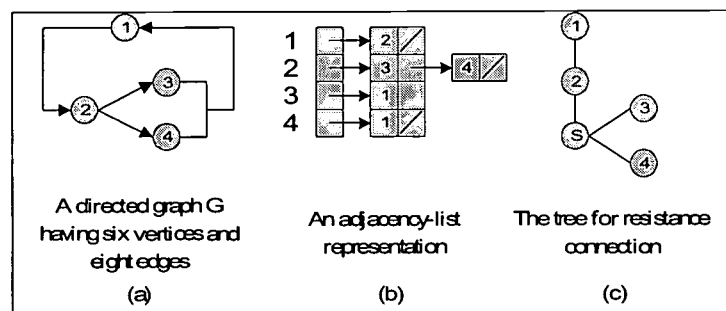 1
2
3
4
A directed graph G
having six vertices and
eight edges
(a)
1 2
2 3 4
3 1
4 1
An adjacency-list
representation
(b)
1
2
S
3
4
The tree for resistance
connection
(c)